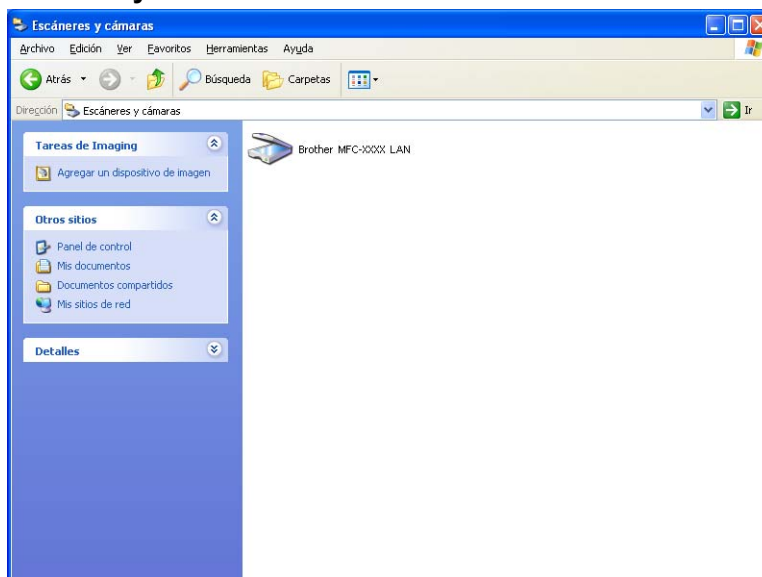 Escáneres y cámaras
Archivo Edición Ver Favoritos Herramientas Ayuda
Atrás Búsqueda Carpetas
Dirección Escáneres y cámaras Ir
Tareas de Imaging
Agregar un dispositivo de imagen
Otros sitios
Panel de control
Mis documentos
Documentos compartidos
Mis sitios de red
Detalles
Brother MFC-XXXX LAN